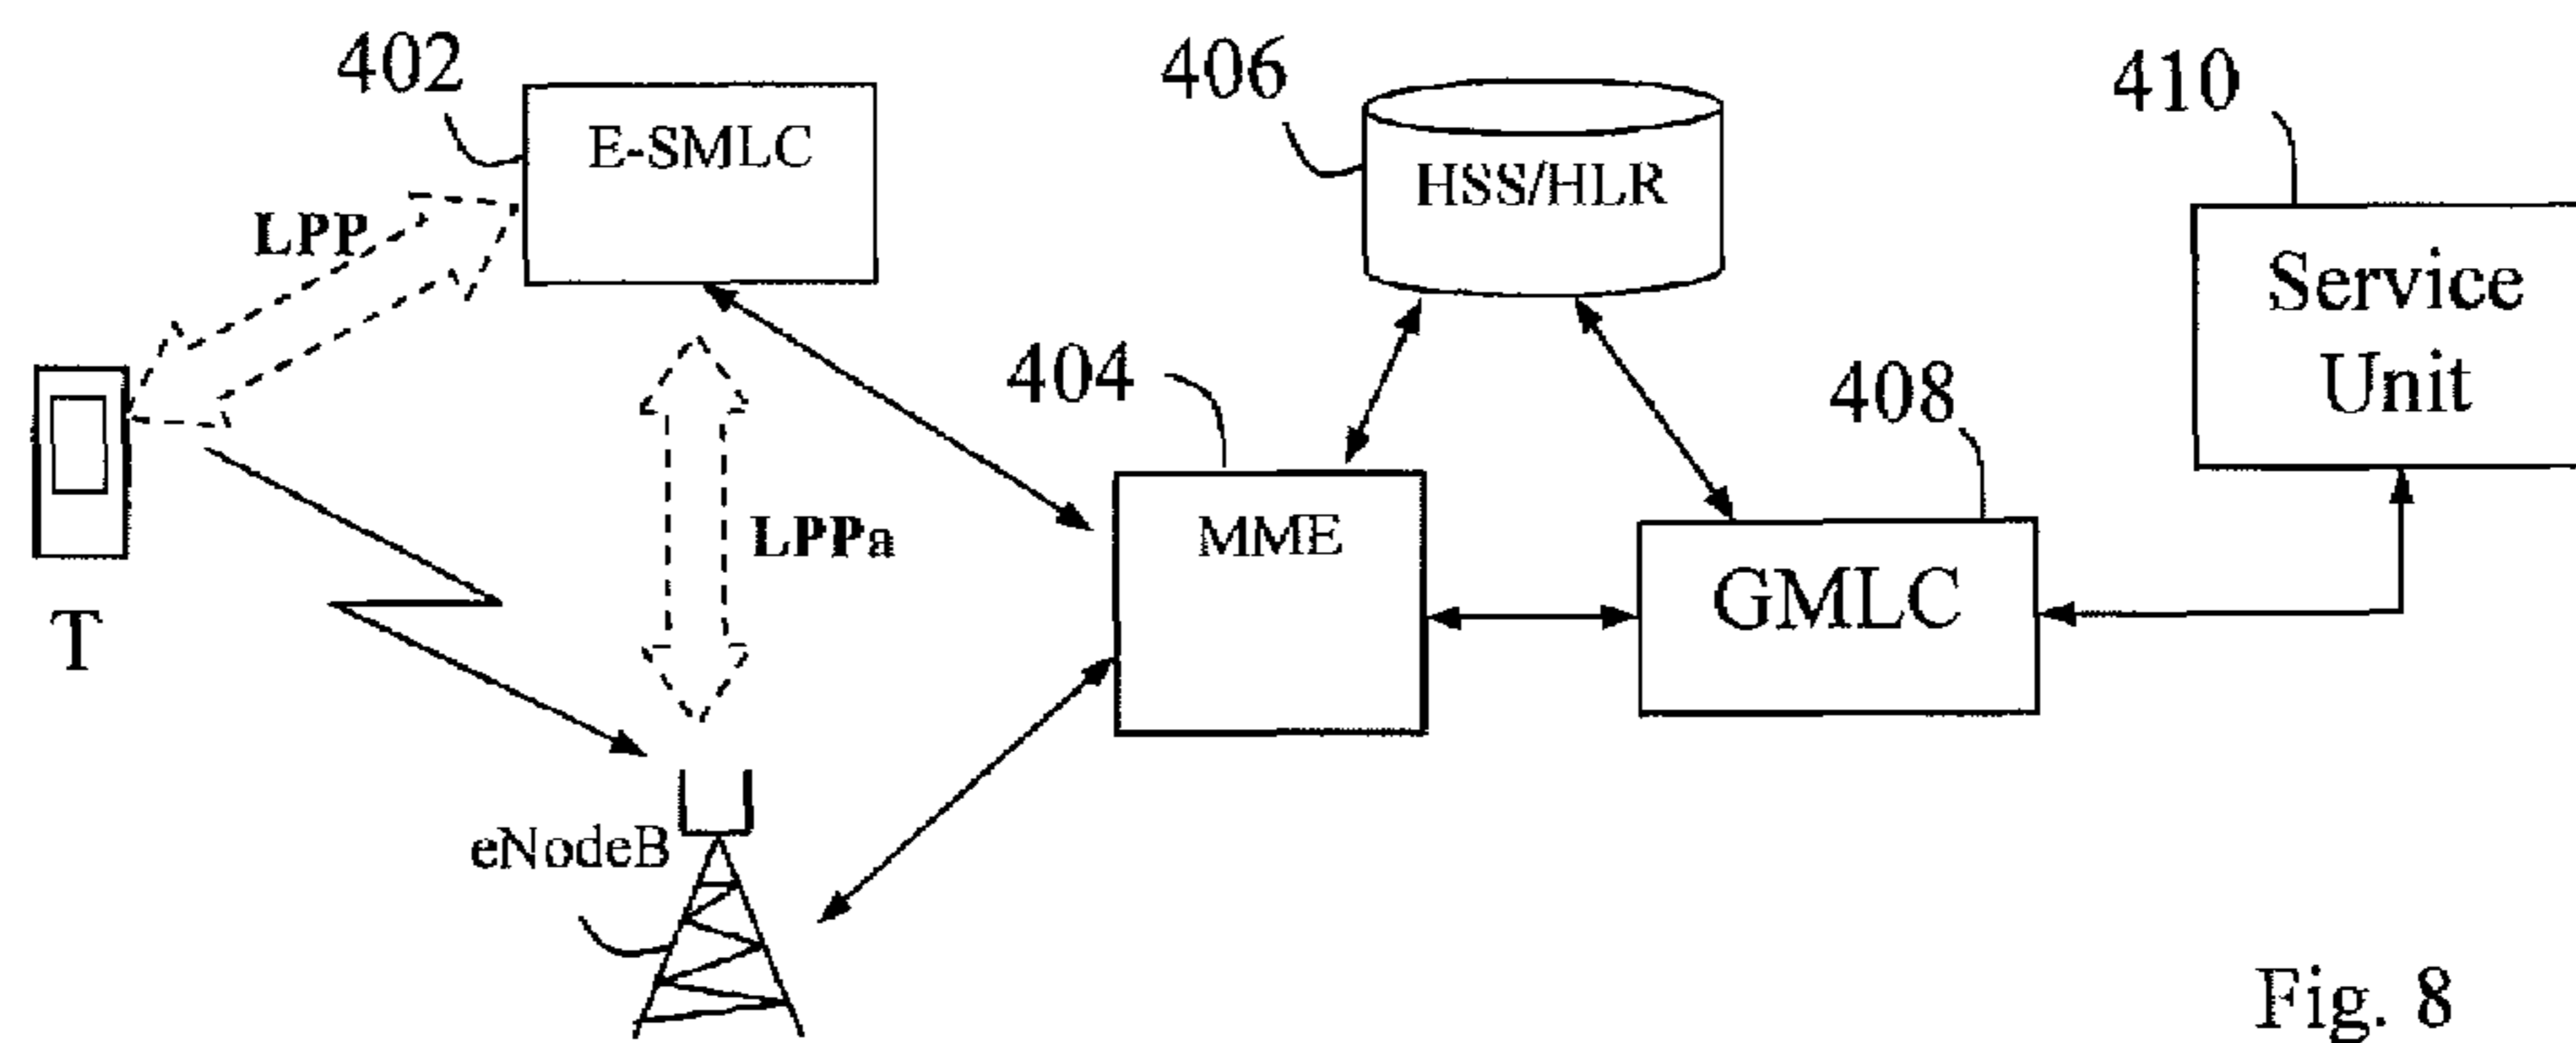 402
E-SMLC
406
HSS/HLR
410
Service
Unit
LPP
404
408
MME
LPPa
GMLC
T
eNodeB
Fig. 8